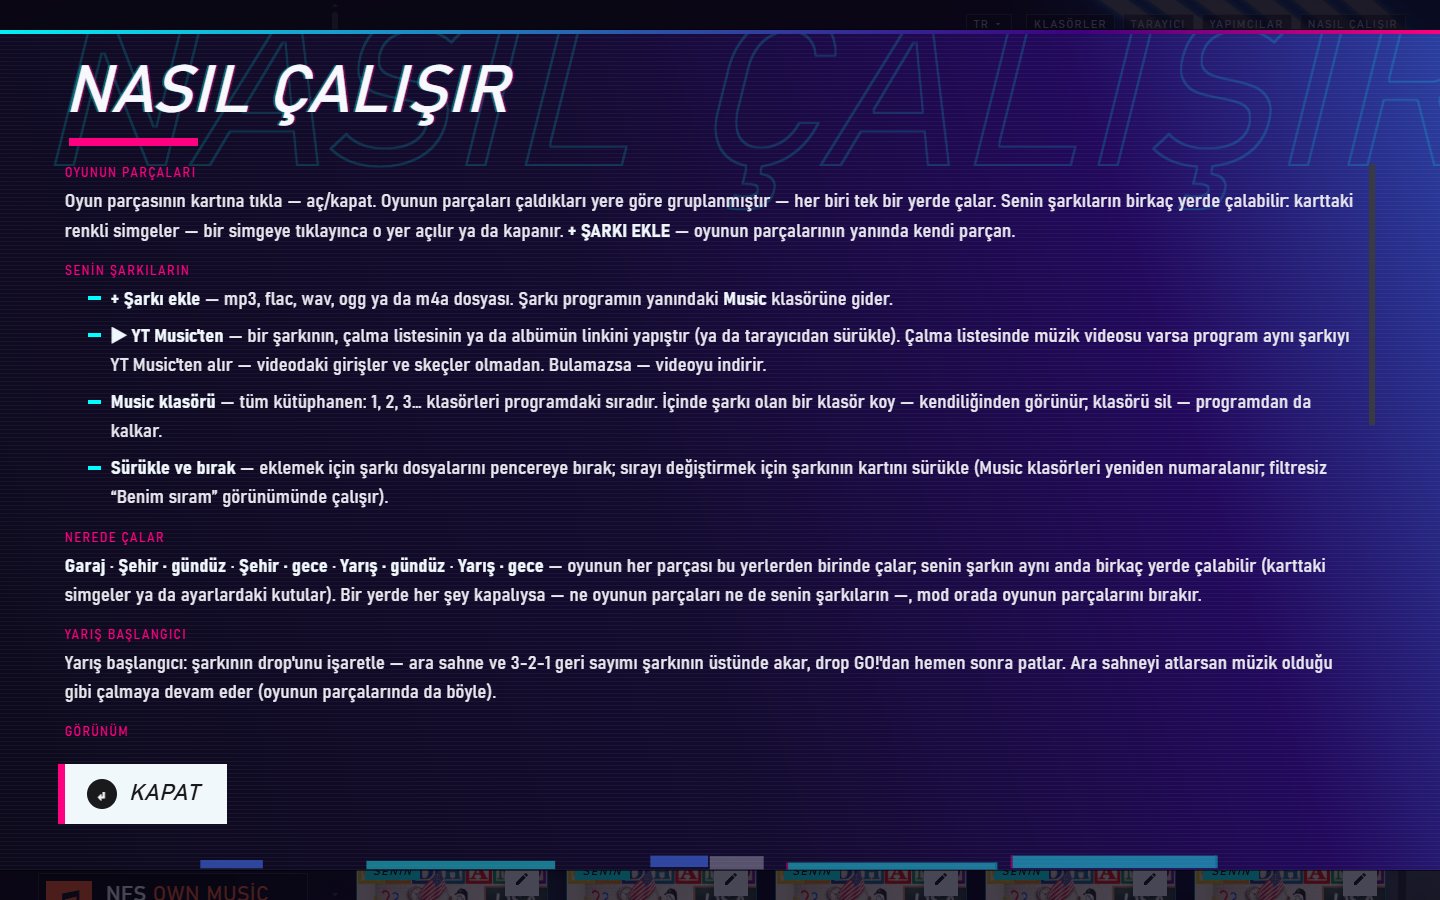 TR
KLASÖRLER
TARAYICI
YAPIMCILAR
NASIL ÇALIŞIR
NASIL ÇALIŞIR
NASIL ÇALIŞIR
OYUNUN PARÇALARI
Oyun parçasının kartına tıkla — aç/kapat. Oyunun parçaları çaldıkları yere göre gruplanmıştır — her biri tek bir yerde çalar. Senin şarkıların birkaç yerde çalabilir: karttaki
renkli simgeler — bir simgeye tıklayınca o yer açılır ya da kapanır. + ŞARKI EKLE — oyunun parçalarının yanında kendi parçan.
SENİN ŞARKILARIN
+ Şarkı ekle — mp3, flac, wav, ogg ya da m4a dosyası. Şarkı programın yanındaki Music klasörüne gider.
▶ YT Music'ten — bir şarkının, çalma listesinin ya da albümün linkini yapıştır (ya da tarayıcıdan sürükle). Çalma listesinde müzik videosu varsa program aynı şarkıyı
YT Music'ten alır — videodaki girişler ve skeçler olmadan. Bulamazsa — videoyu indirir.
Music klasörü — tüm kütüphanen: 1, 2, 3… klasörleri programdaki sıradır. İçinde şarkı olan bir klasör koy — kendiliğinden görünür; klasörü sil — programdan da
kalkar.
Sürükle ve bırak — eklemek için şarkı dosyalarını pencereye bırak; sırayı değiştirmek için şarkının kartını sürükle (Music klasörleri yeniden numaralanır; filtresiz
“Benim sıram” görünümünde çalışır).
NEREDE ÇALAR
Garaj · Şehir · gündüz · Şehir · gece · Yarış · gündüz · Yarış · gece — oyunun her parçası bu yerlerden birinde çalar; senin şarkın aynı anda birkaç yerde çalabilir (karttaki
simgeler ya da ayarlardaki kutular). Bir yerde her şey kapalıysa — ne oyunun parçaları ne de senin şarkıların —, mod orada oyunun parçalarını bırakır.
YARIŞ BAŞLANGICI
Yarış başlangıcı: şarkının drop'unu işaretle — ara sahne ve 3-2-1 geri sayımı şarkının üstünde akar, drop GO!'dan hemen sonra patlar. Ara sahneyi atlarsan müzik olduğu
gibi çalmaya devam eder (oyunun parçalarında da böyle).
GÖRÜNÜM
KAPAT
NFS OWN MUSIC
SENİN
SENİN
SENİN
SENİN
SENİN